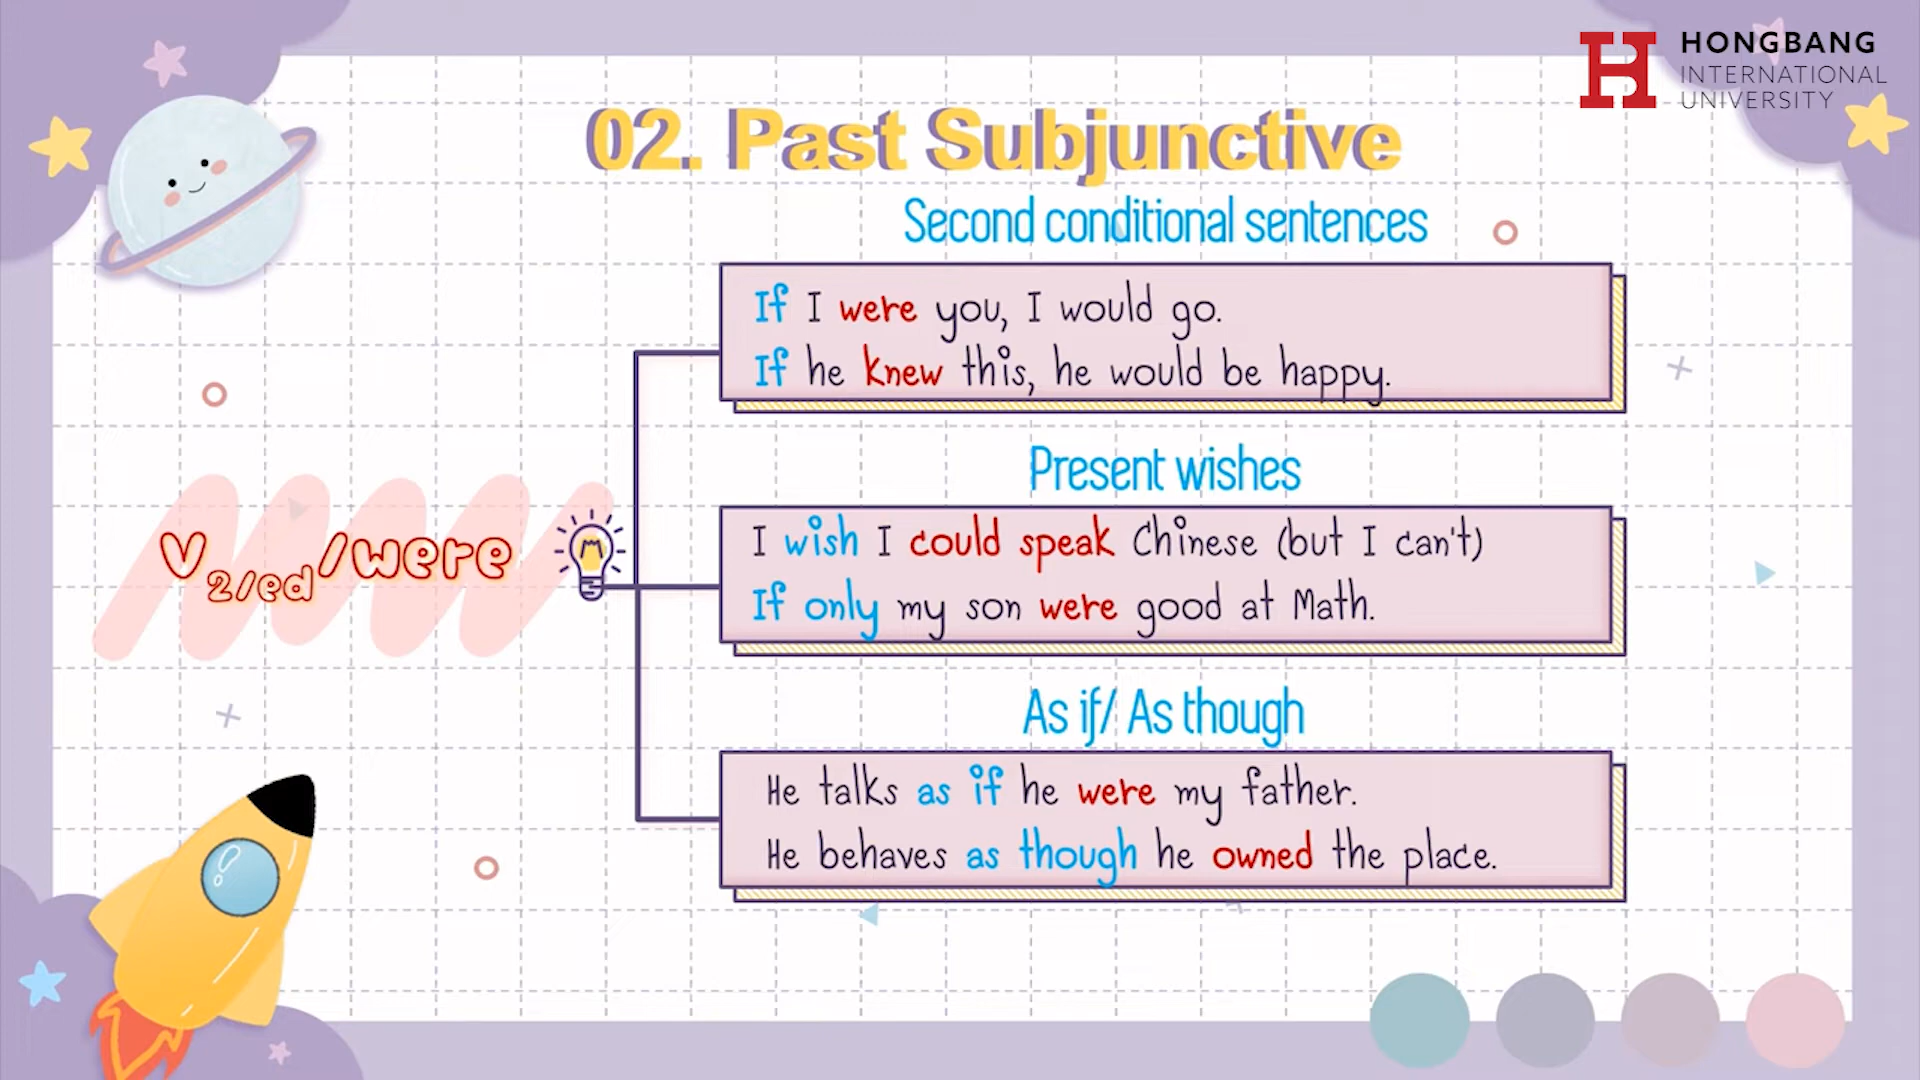 HONGBANG
INTERNATIONAL
UNIVERSITY
02. Past Subjunctive
Second conditional sentences
If I were you, I would go.
If he knew this, he would be happy.
V2/ed/were
Present wishes
I wish I could speak Chinese (but I can't)
If only my son were good at Math.
As if/ As though
He talks as if he were my father.
He behaves as though he owned the place.